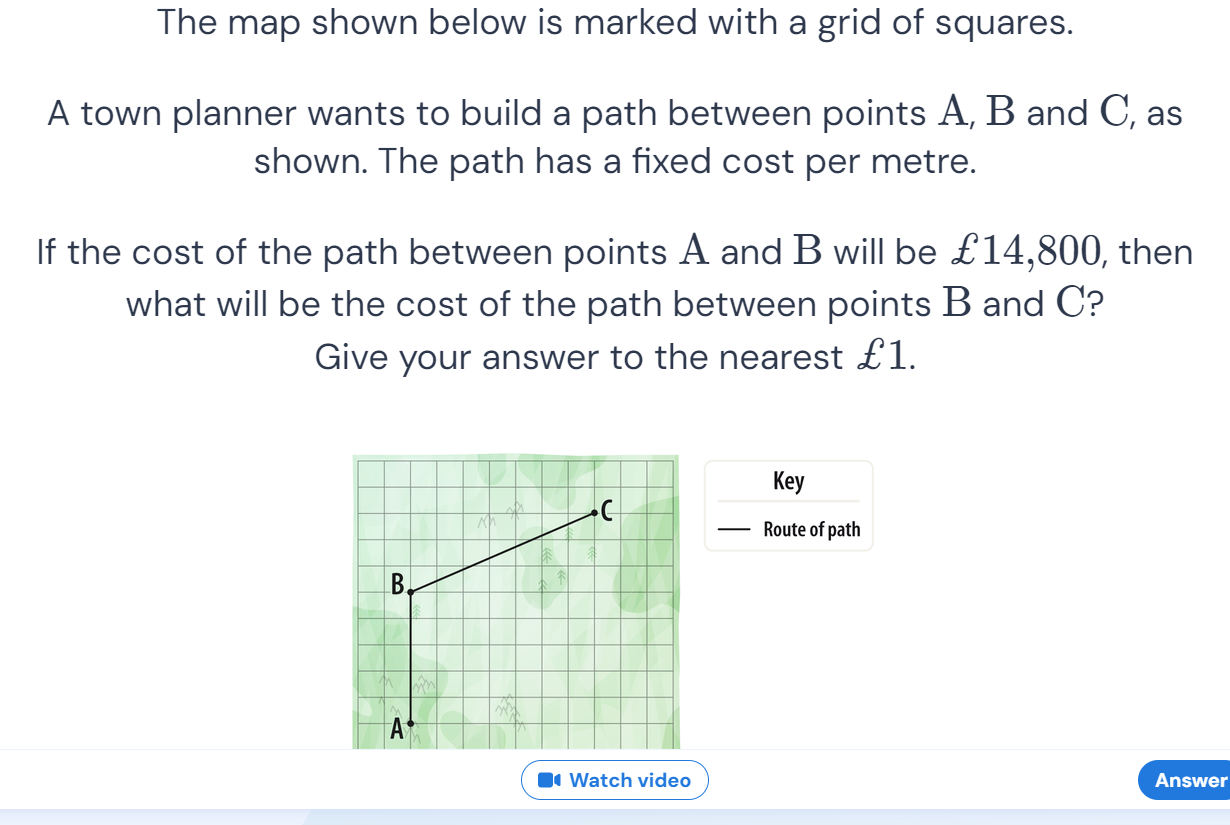 The map shown below is marked with a grid of squares.
A town planner wants to build a path between points A, B and C, as
shown. The path has a fixed cost per metre.
If the cost of the path between points A and B will be £14,800, then
what will be the cost of the path between points B and C?
Give your answer to the nearest £1.
Key
Route of path
C
B
A
Watch video
Answer